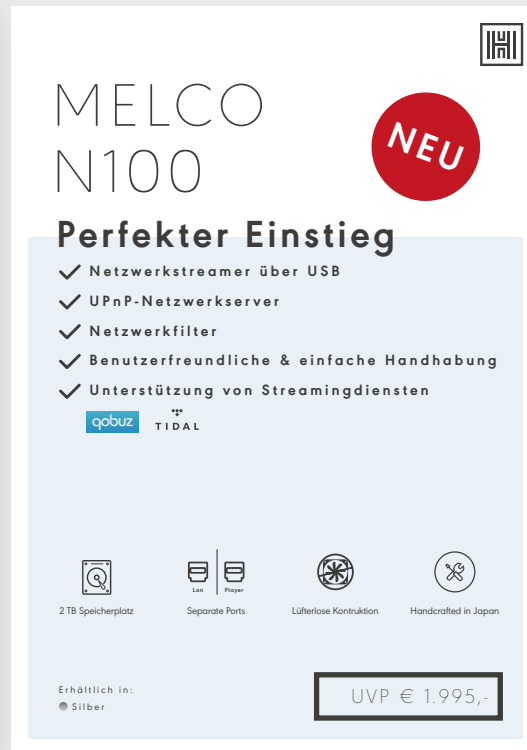 MELCO
N100
NEU
Perfekter Einstieg
Netzwerkstreamer über USB
UPnP-Netzwerkserver
Netzwerkfilter
Benutzerfreundliche & einfache Handhabung
Unterstützung von Streamingdiensten
qobuz TIDAL
Lan Player
2 TB Speicherplatz Separate Ports Lüfterlose Kontruktion Handcrafted in Japan
Erhältlich in:
Silber
UVP € 1.995,-